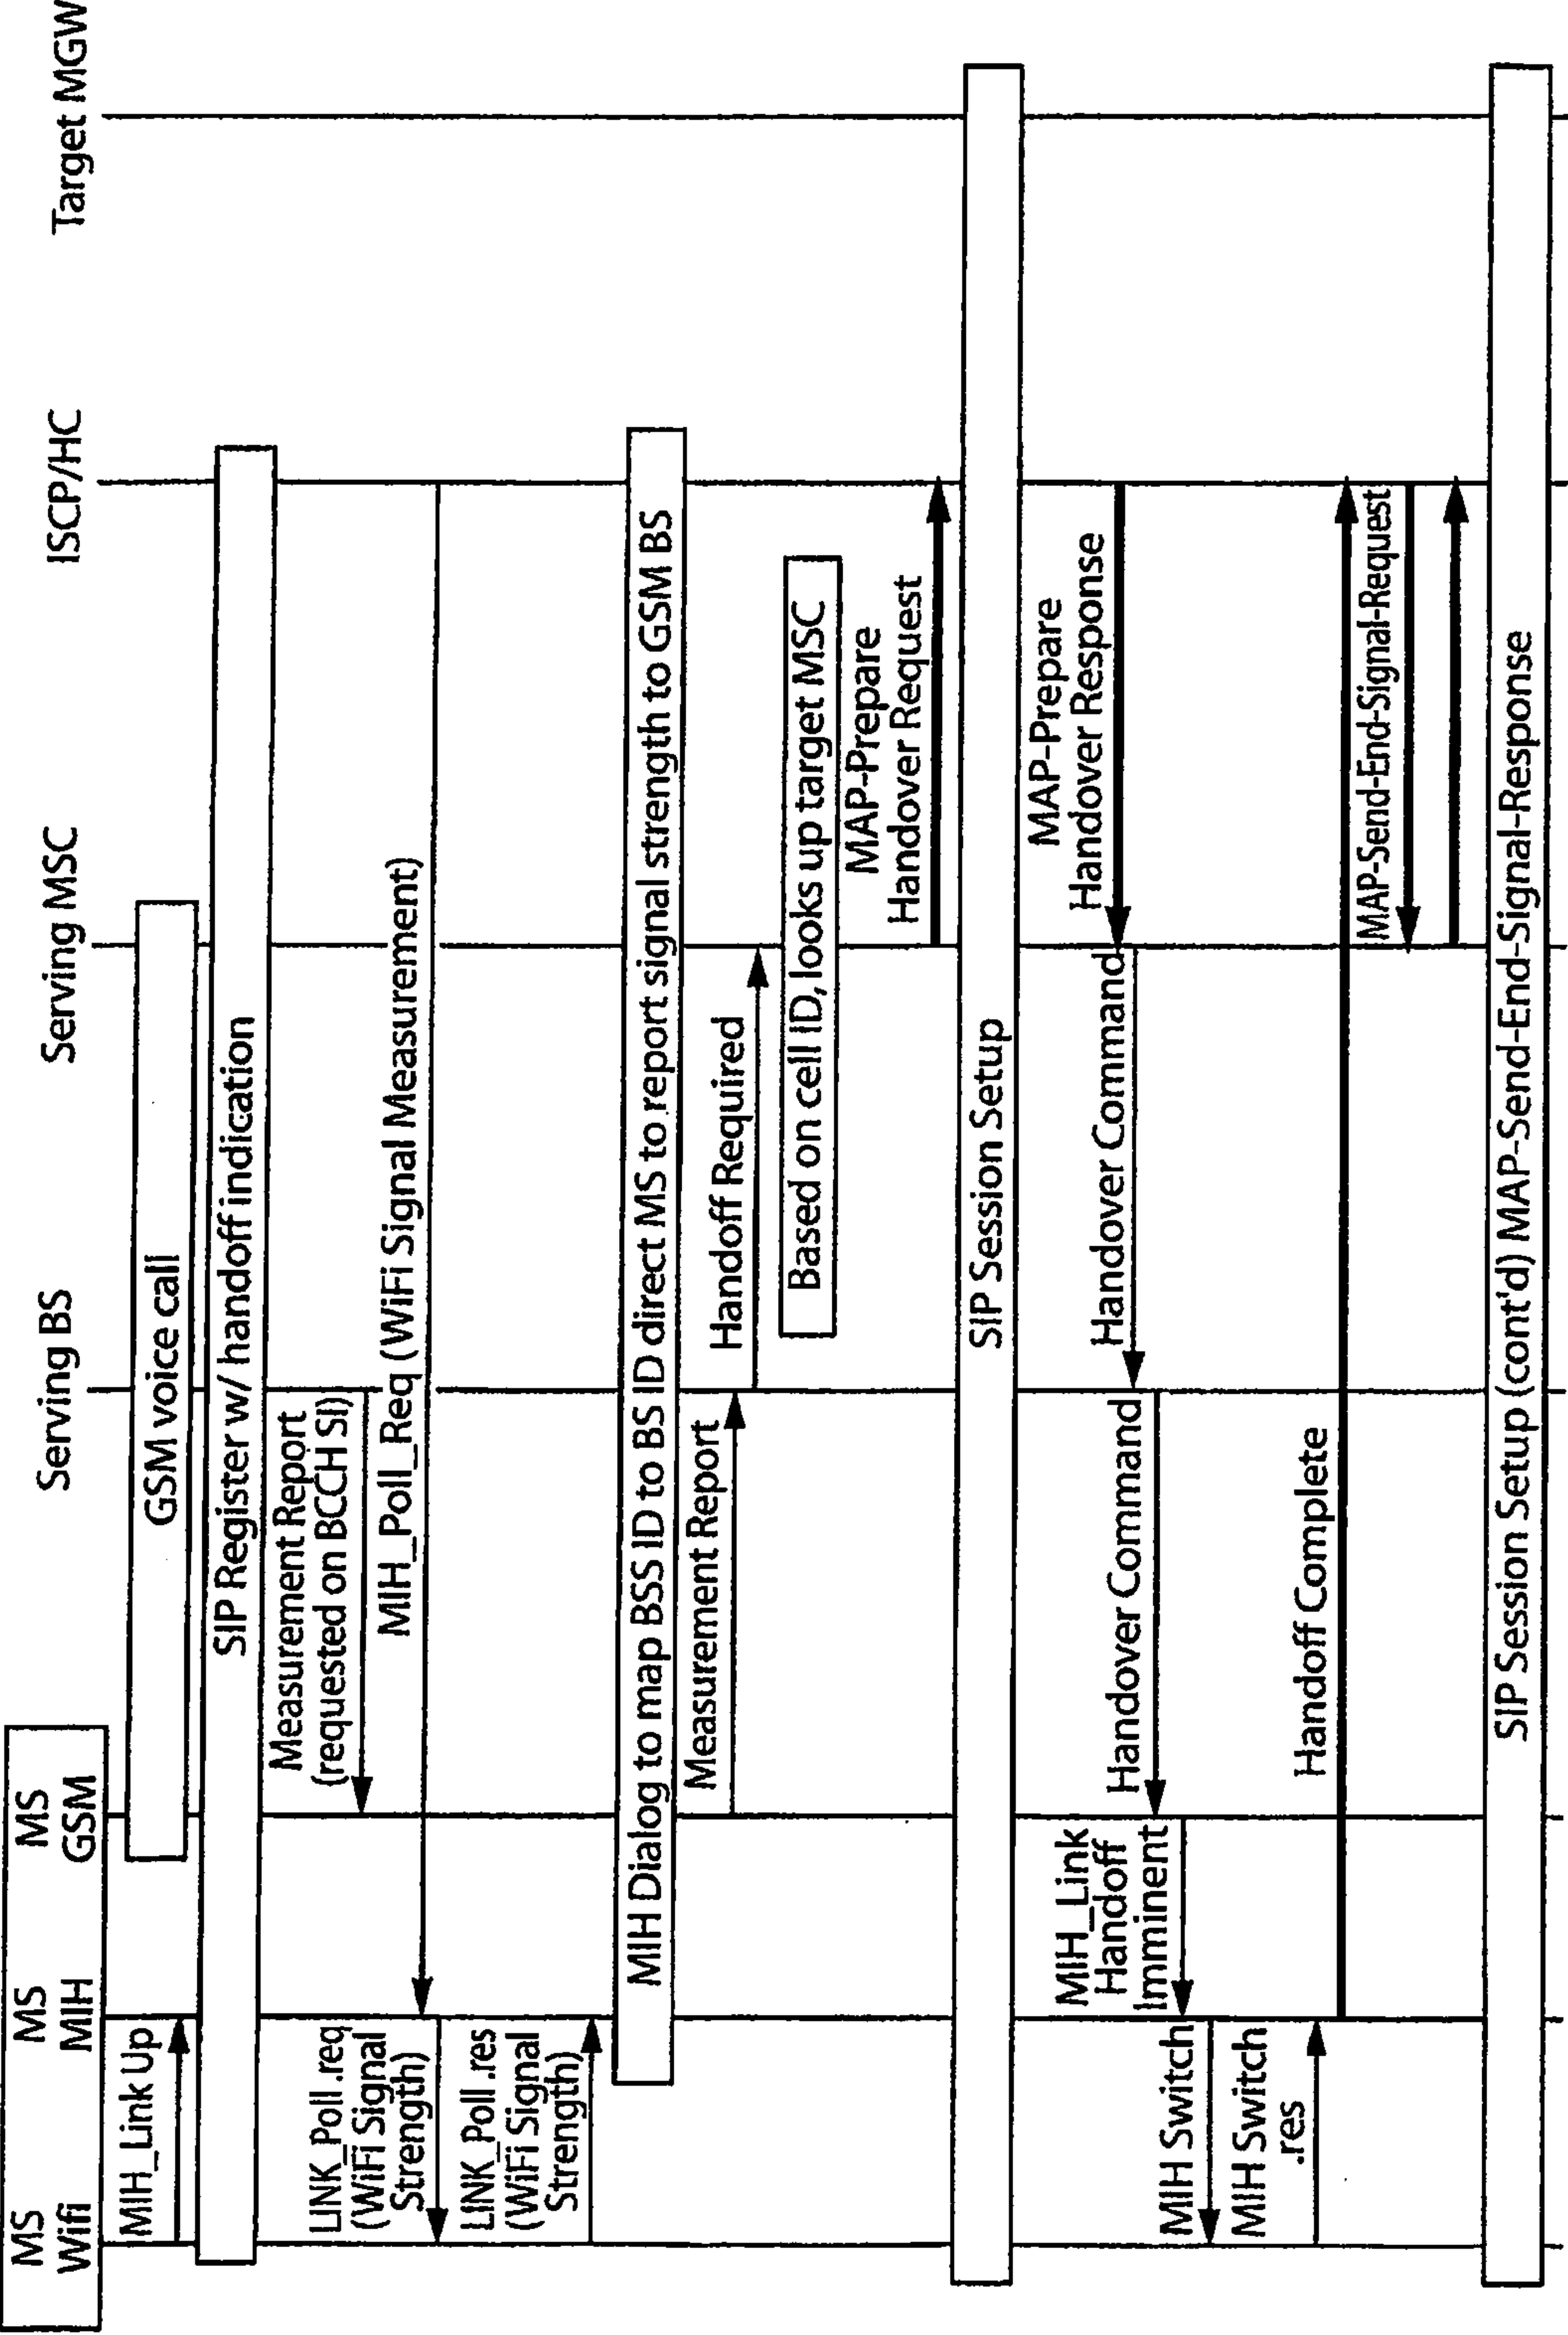 MS
Wifi
MS
MIH
MS
GSM
Serving BS
Serving MSC
ISCP/HC
Target MGW
GSM voice call
MIH_Link Up
SIP Register w/ handoff indication
Measurement Report
(requested on BCCH SI)
MIH_Poll_Req (WiFi Signal Measurement)
LINK_Poll.req
(WiFi Signal
Strength)
LINK_Poll.res
(WiFi Signal
Strength)
MIH Dialog to map BSS ID to BS ID direct MS to report signal strength to GSM BS
Measurement Report
Handoff Required
Based on cell ID, looks up target MSC
MAP-Prepare
Handover Request
SIP Session Setup
MAP-Prepare
Handover Response
Handover Command
Handover Command
MIH_Link
Handoff
Imminent
MIH Switch
MIH Switch
.res
Handoff Complete
MAP-Send-End-Signal-Request
SIP Session Setup (cont'd) MAP-Send-End-Signal-Response